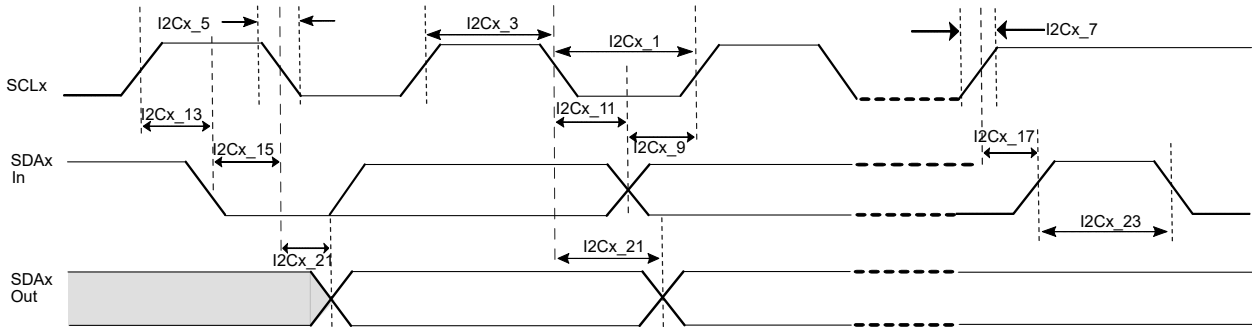 I2Cx_5
I2Cx_3
I2Cx_1
I2Cx_7
SCLx
I2Cx_13
I2Cx_11
I2Cx_9
I2Cx_15
I2Cx_17
SDAx
In
I2Cx_23
I2Cx_21
I2Cx_21
SDAx
Out